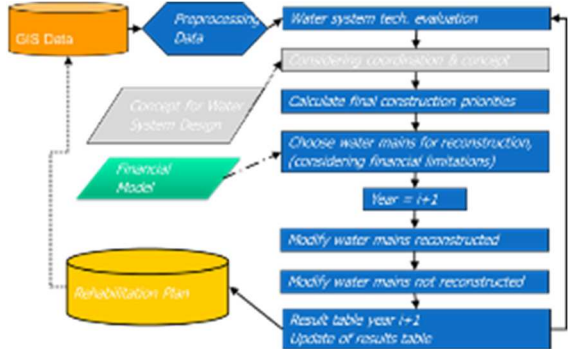 GIS Data
Preprocessing
Data
Water system tech. evaluation
Considering coordination & concept
Concept for Water
System Design
Calculate final construction priorities
Financial
Model
Choose water mains for reconstruction,
(considering financial limitations)
Year = i+1
Modify water mains reconstructed
Modify water mains not reconstructed
Rehabilitation Plan
Result table year i+1
Update of results table